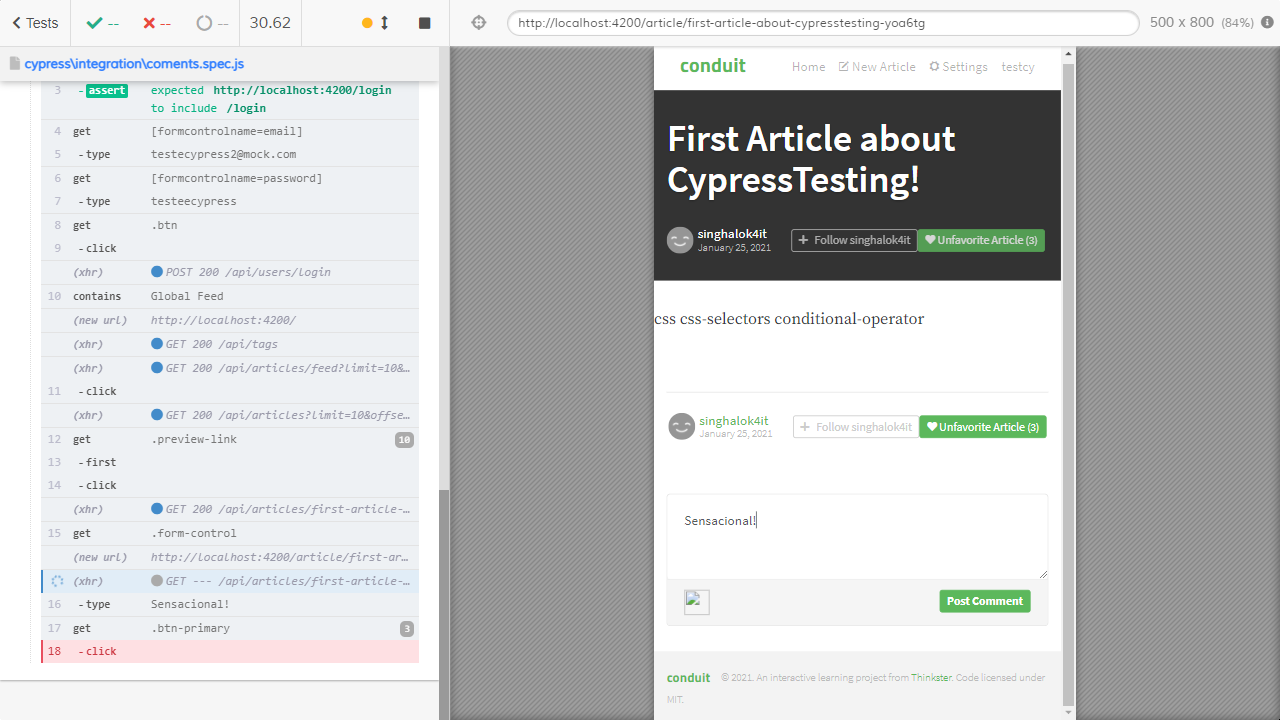 Tests
--
--
--
30.62
http://localhost:4200/article/first-article-about-cypresstesting-yoa6tg
500 x 800 (84%)
cypress\integration\coments.spec.js
3 - assert expected http://localhost:4200/login
to include /login
4 get [formcontrolname=email]
5 - type testecypress2@mock.com
6 get [formcontrolname=password]
7 - type testeecypress
8 get .btn
9 - click
(xhr) POST 200 /api/users/login
10 contains Global Feed
(new url) http://localhost:4200/
(xhr) GET 200 /api/tags
(xhr) GET 200 /api/articles/feed?limit=10&…
11 - click
(xhr) GET 200 /api/articles?limit=10&offse…
12 get .preview-link 10
13 - first
14 - click
(xhr) GET 200 /api/articles/first-article-…
15 get .form-control
(new url) http://localhost:4200/article/first-ar…
(xhr) GET --- /api/articles/first-article-…
16 - type Sensacional!
17 get .btn-primary 3
18 - click
conduit Home New Article Settings testcy
First Article about
CypressTesting!
singhalok4it
January 25, 2021
+ Follow singhalok4it Unfavorite Article (3)
css css-selectors conditional-operator
singhalok4it
January 25, 2021
+ Follow singhalok4it Unfavorite Article (3)
Sensacional!
Post Comment
conduit © 2021. An interactive learning project from Thinkster. Code licensed under
MIT.